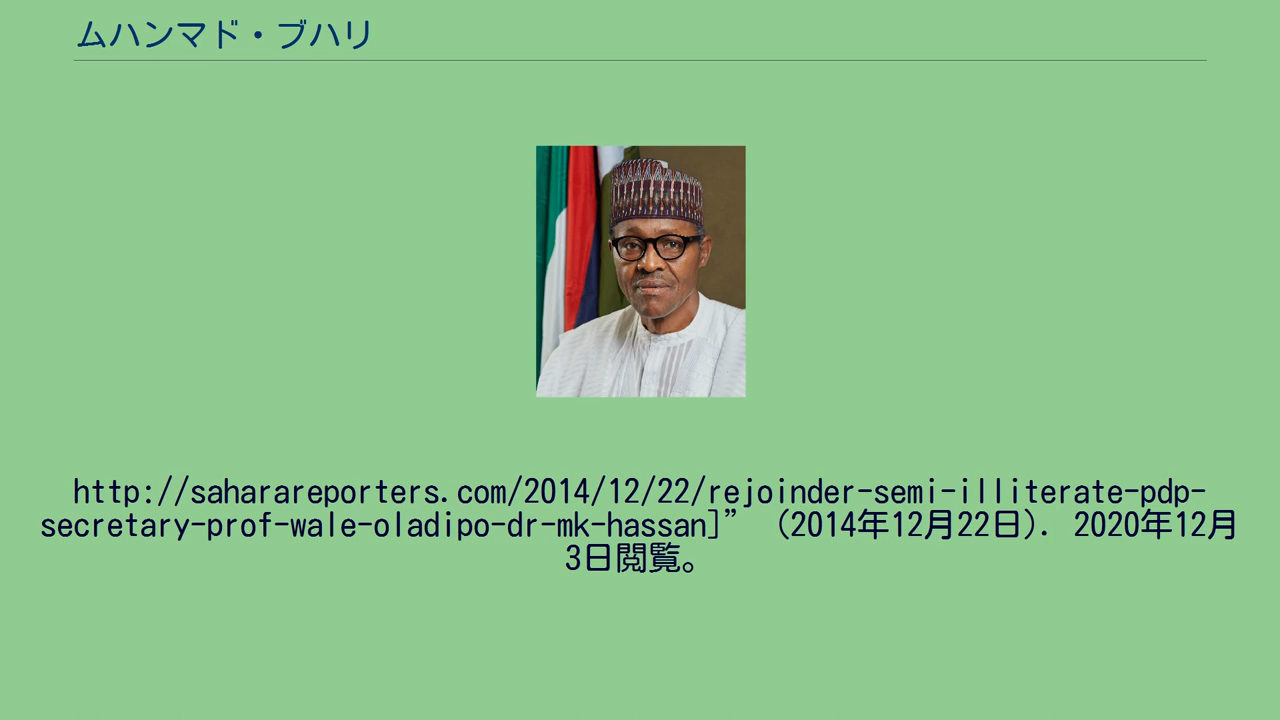 ムハンマド・ブハリ
http://saharareporters.com/2014/12/22/rejoinder-semi-illiterate-pdp-
secretary-prof-wale-oladipo-dr-mk-hassan]” (2014年12月22日). 2020年12月
3日閲覧。